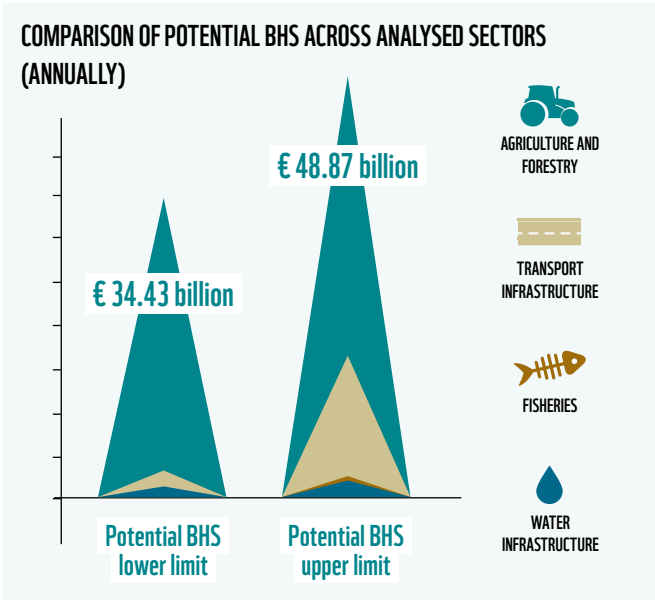 COMPARISON OF POTENTIAL BHS ACROSS ANALYSED SECTORS
(ANNUALLY)
€ 34.43 billion
€ 48.87 billion
Potential BHS
lower limit
Potential BHS
upper limit
AGRICULTURE AND
FORESTRY
TRANSPORT
INFRASTRUCTURE
FISHERIES
WATER
INFRASTRUCTURE